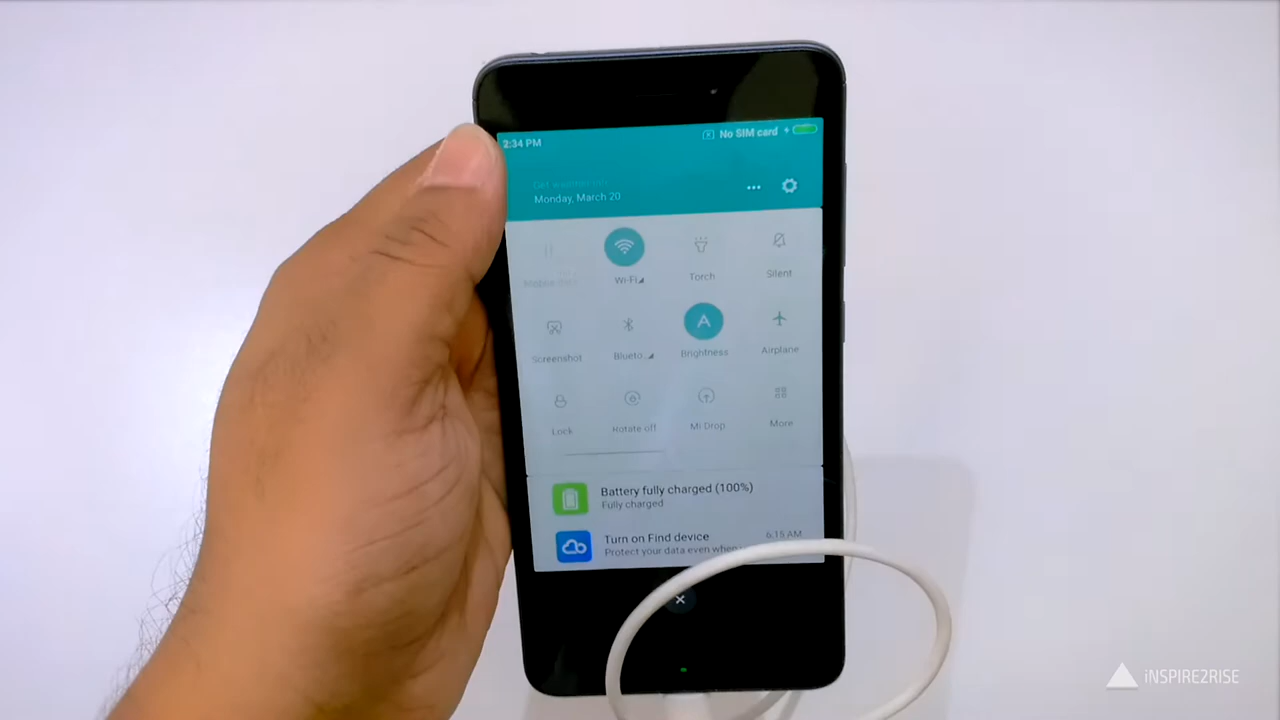 2:34 PM
No SIM card
Monday, March 20
Wi-Fi
Torch
Silent
Screenshot
Blueto...
Brightness
Airplane
Lock
Rotate off
Mi Drop
More
Battery fully charged (100%)
Fully charged
Turn on Find device
6:15 AM
Protect your data even when
iNSPIRE2RISE